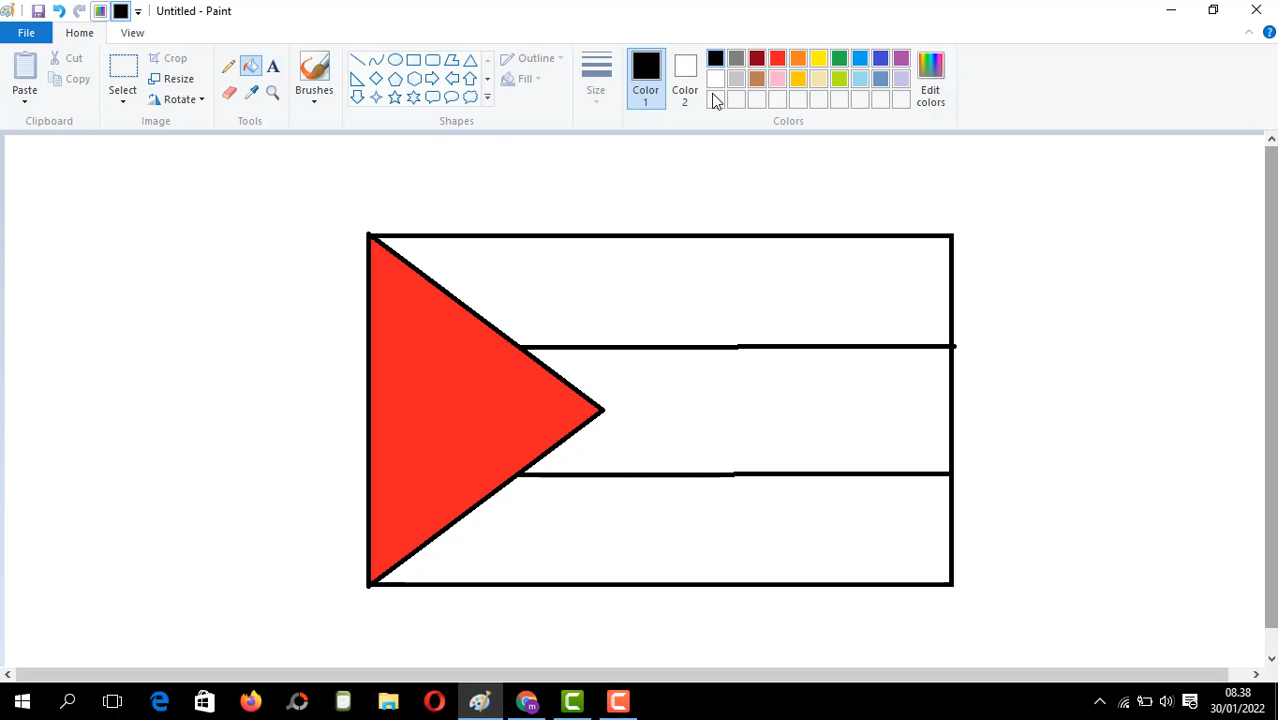 Untitled - Paint
File Home View
Paste
Cut
Copy
Clipboard
Select
Crop
Resize
Rotate
Image
A
Tools
Brushes
Outline
Fill
Shapes
Size
Color 1
Color 2
Edit colors
Colors
08.38
30/01/2022